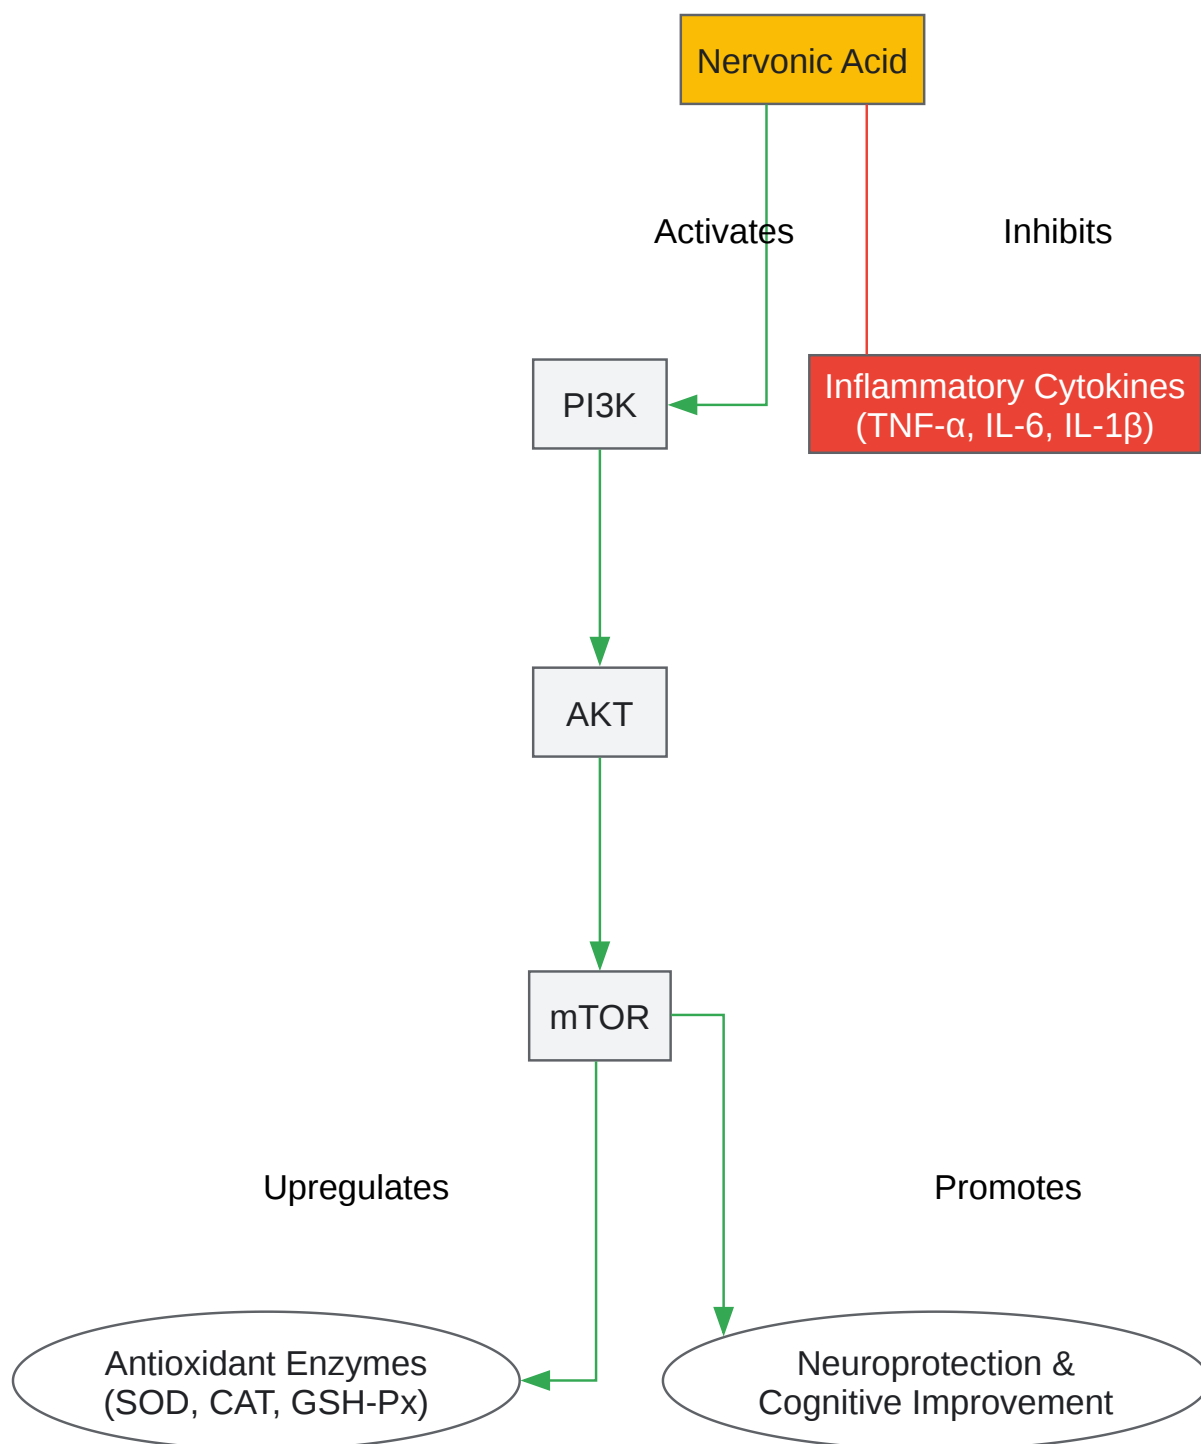 Nervonic Acid
Activates
Inhibits
PI3K
Inflammatory Cytokines
(TNF-α, IL-6, IL-1β)
AKT
mTOR
Upregulates
Promotes
Antioxidant Enzymes
(SOD, CAT, GSH-Px)
Neuroprotection &
Cognitive Improvement